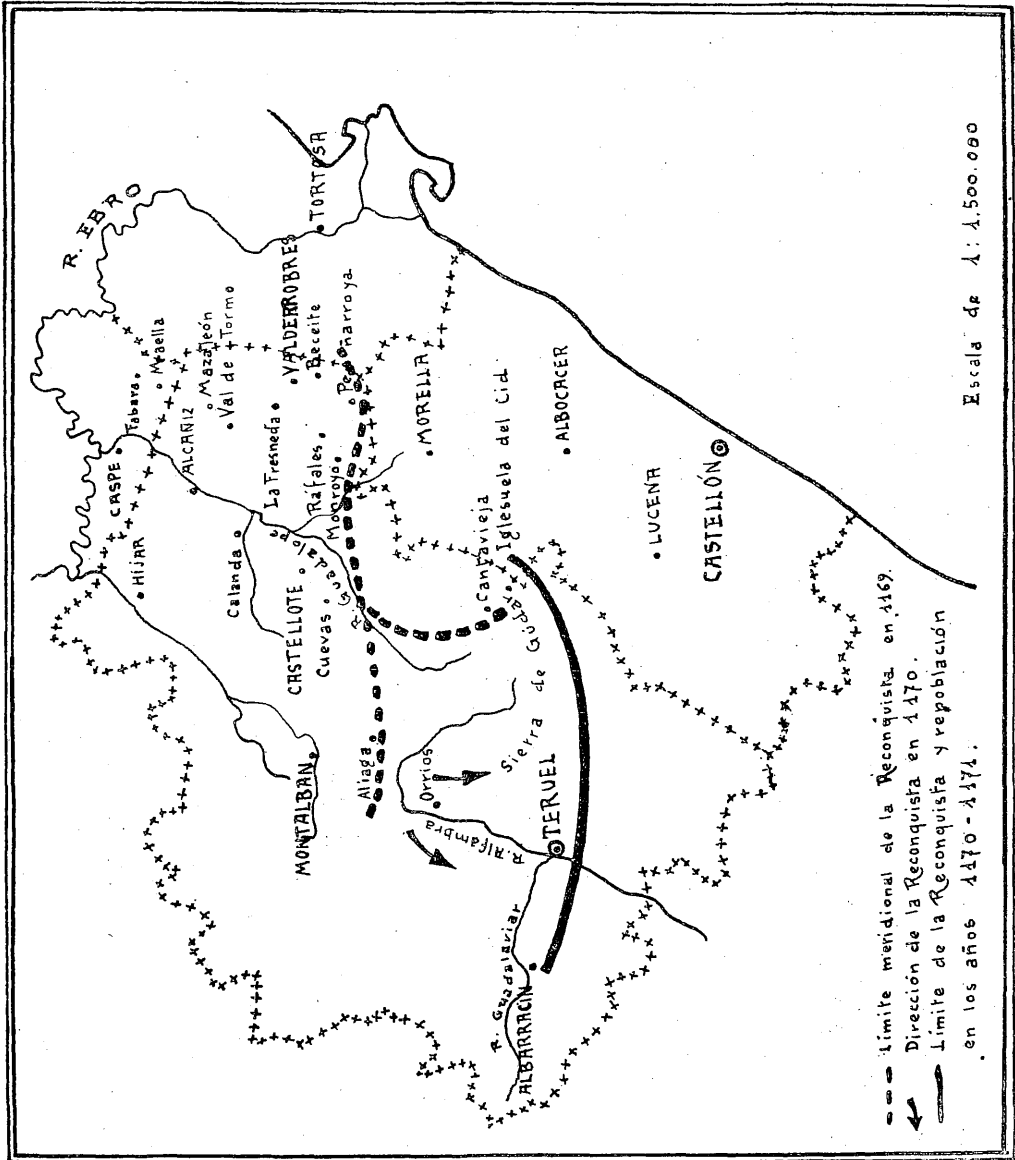 R. EBRO
Fabara
Maella
CASPE
Mazaleón
Val de Tormo
HIJAR
ALCAÑIZ
TORTOSA
VALDERROBRES
Beceite
La Fresneda
Calanda
Ráfales
Peñarroya
Monroyo
R. Guadalope
CASTELLOTE
Cuevas
MORELLA
MONTALBAN
Aliaga
Cantavieja
Iglesuela del Cid
ALBOCACER
Orrios
Sierra de Gúdar
R. Alfambra
LUCENA
TERUEL
CASTELLÓN
R. Guadalaviar
ALBARRACIN
Límite meridional de la Reconquista en 1169.
Dirección de la Reconquista en 1170.
Límite de la Reconquista y repoblación
en los años 1170-1171.
Escala de 1:1.500.000